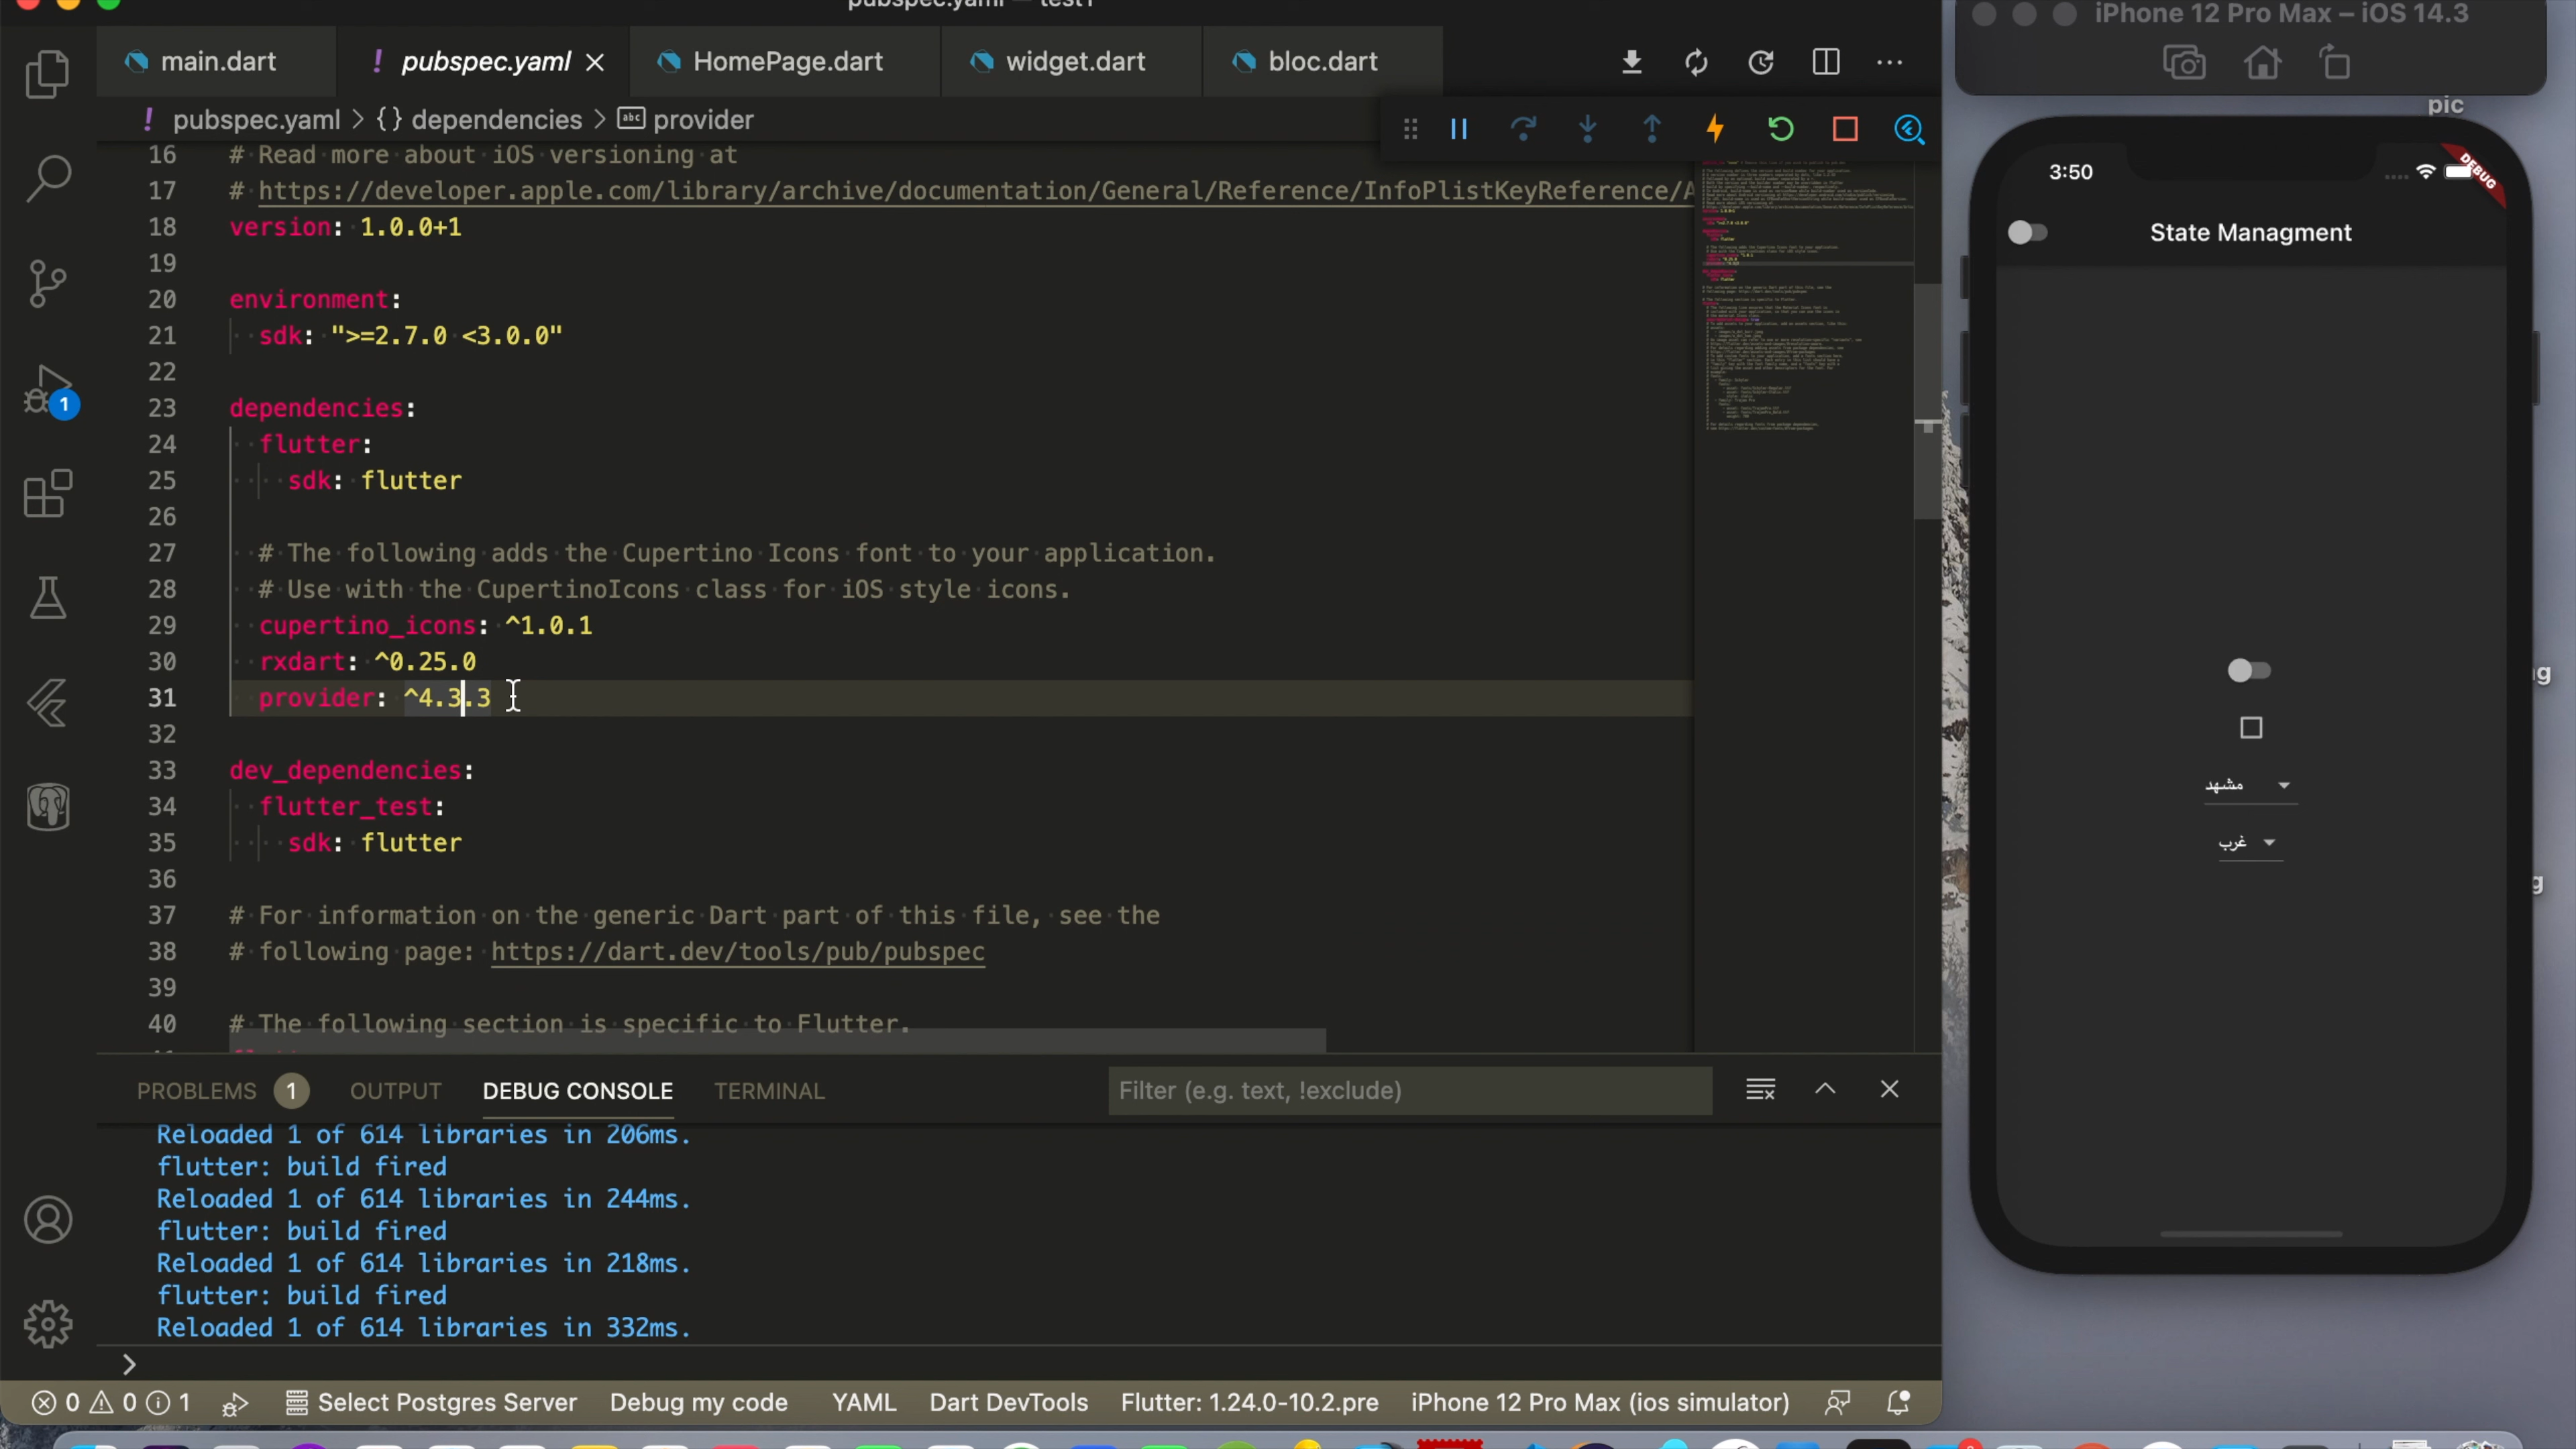 pubspec.yaml — test1
main.dart
! pubspec.yaml
HomePage.dart
widget.dart
bloc.dart
! pubspec.yaml > {} dependencies > abc provider
16 # Read more about iOS versioning at
17 # https://developer.apple.com/library/archive/documentation/General/Reference/InfoPlistKeyReference/A
18 version: 1.0.0+1
19
20 environment:
21 sdk: ">=2.7.0 <3.0.0"
22
23 dependencies:
24 flutter:
25 sdk: flutter
26
27 # The following adds the Cupertino Icons font to your application.
28 # Use with the CupertinoIcons class for iOS style icons.
29 cupertino_icons: ^1.0.1
30 rxdart: ^0.25.0
31 provider: ^4.3.3
32
33 dev_dependencies:
34 flutter_test:
35 sdk: flutter
36
37 # For information on the generic Dart part of this file, see the
38 # following page: https://dart.dev/tools/pub/pubspec
39
40 # The following section is specific to Flutter.
PROBLEMS 1 OUTPUT DEBUG CONSOLE TERMINAL
Filter (e.g. text, !exclude)
Reloaded 1 of 614 libraries in 206ms.
flutter: build fired
Reloaded 1 of 614 libraries in 244ms.
flutter: build fired
Reloaded 1 of 614 libraries in 218ms.
flutter: build fired
Reloaded 1 of 614 libraries in 332ms.
0 0 1 Select Postgres Server Debug my code YAML Dart DevTools Flutter: 1.24.0-10.2.pre iPhone 12 Pro Max (ios simulator)
1
iPhone 12 Pro Max – iOS 14.3
pic
3:50
DEBUG
State Managment
مشهد
غرب